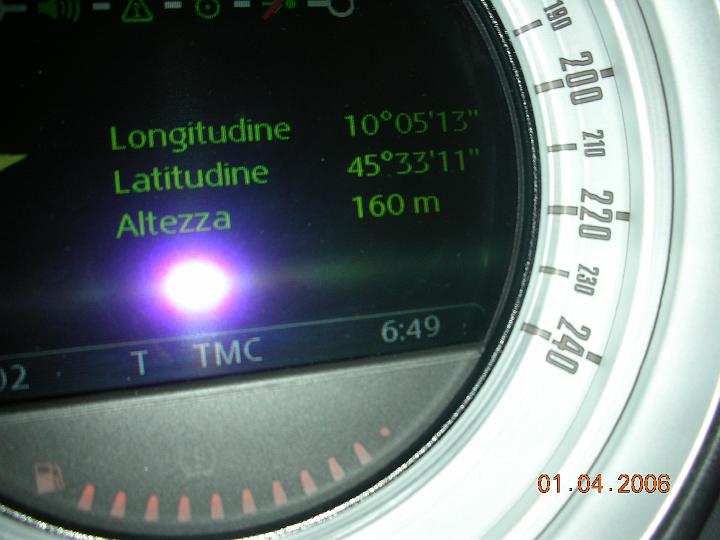 Longitudine 10°05'13"
Latitudine 45°33'11"
Altezza 160 m
02 T TMC 6:49
190
200
210
220
230
240
01.04.2006